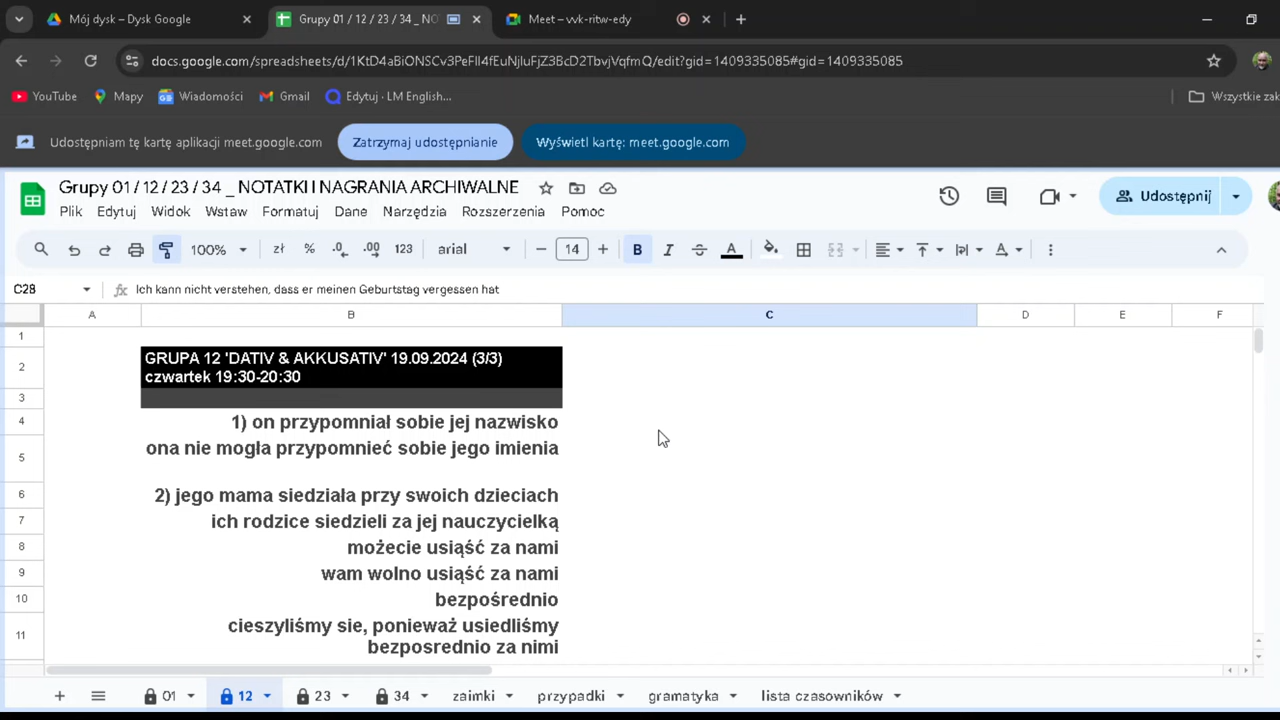 Mój dysk – Dysk Google
Grupy 01 / 12 / 23 / 34 _ NO
Meet – vvk-ritw-edy
docs.google.com/spreadsheets/d/1KtD4aBiONSCv3PeFlI4fEuNjluFjZ3BcD2TbvjVqfmQ/edit?gid=1409335085#gid=1409335085
YouTube
Mapy
Wiadomości
Gmail
Edytuj · LM English...
Wszystkie zak
Udostępniam tę kartę aplikacji meet.google.com
Zatrzymaj udostępnianie
Wyświetl kartę: meet.google.com
Grupy 01 / 12 / 23 / 34 _ NOTATKI I NAGRANIA ARCHIWALNE
Udostępnij
Plik Edytuj Widok Wstaw Formatuj Dane Narzędzia Rozszerzenia Pomoc
100% zł % .0 .00 123 arial 14 B I A
C28
fx Ich kann nicht verstehen, dass er meinen Geburtstag vergessen hat
A B C D E F
1
2 GRUPA 12 'DATIV & AKKUSATIV' 19.09.2024 (3/3)
czwartek 19:30-20:30
3
4 1) on przypomniał sobie jej nazwisko
5 ona nie mogla przypomnieć sobie jego imienia
6 2) jego mama siedziała przy swoich dzieciach
7 ich rodzice siedzieli za jej nauczycielką
8 możecie usiąść za nami
9 wam wolno usiąść za nami
10 bezpośrednio
11 cieszyliśmy sie, ponieważ usiedliśmy
bezposrednio za nimi
01 12 23 34 zaimki przypadki gramatyka lista czasowników